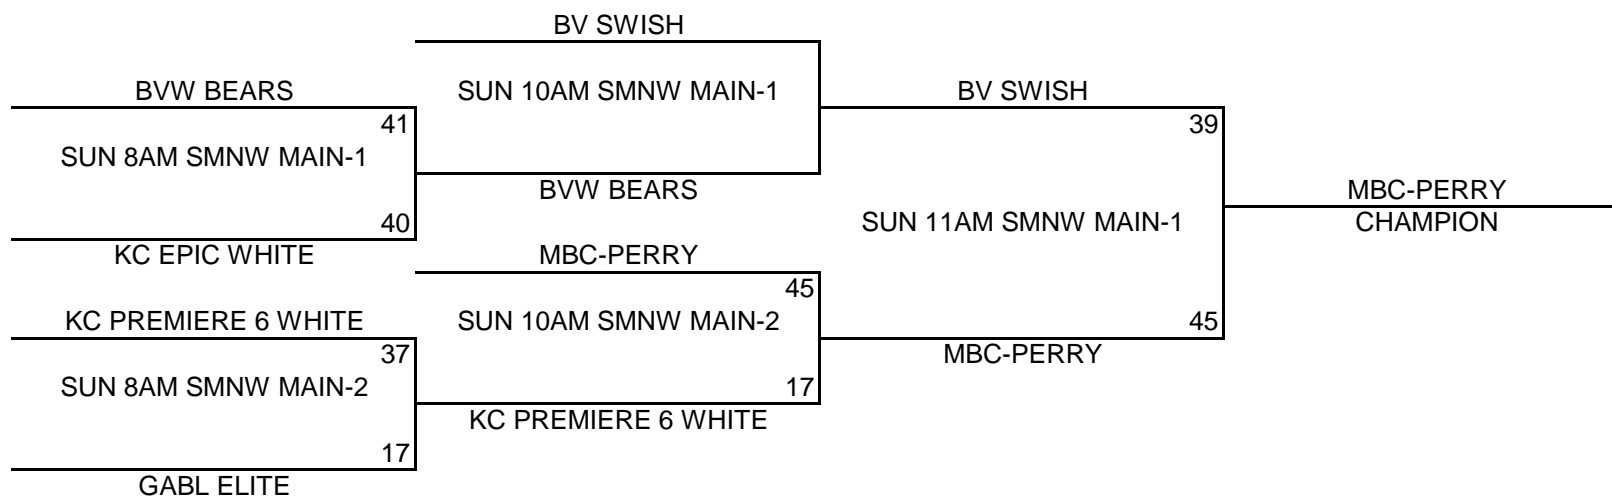 BV SWISH
BVW BEARS
SUN 10AM SMNW MAIN-1
BV SWISH
41
39
SUN 8AM SMNW MAIN-1
BVW BEARS
MBC-PERRY
40
SUN 11AM SMNW MAIN-1
CHAMPION
KC EPIC WHITE
MBC-PERRY
45
KC PREMIERE 6 WHITE
SUN 10AM SMNW MAIN-2
45
37
MBC-PERRY
SUN 8AM SMNW MAIN-2
17
KC PREMIERE 6 WHITE
17
GABL ELITE